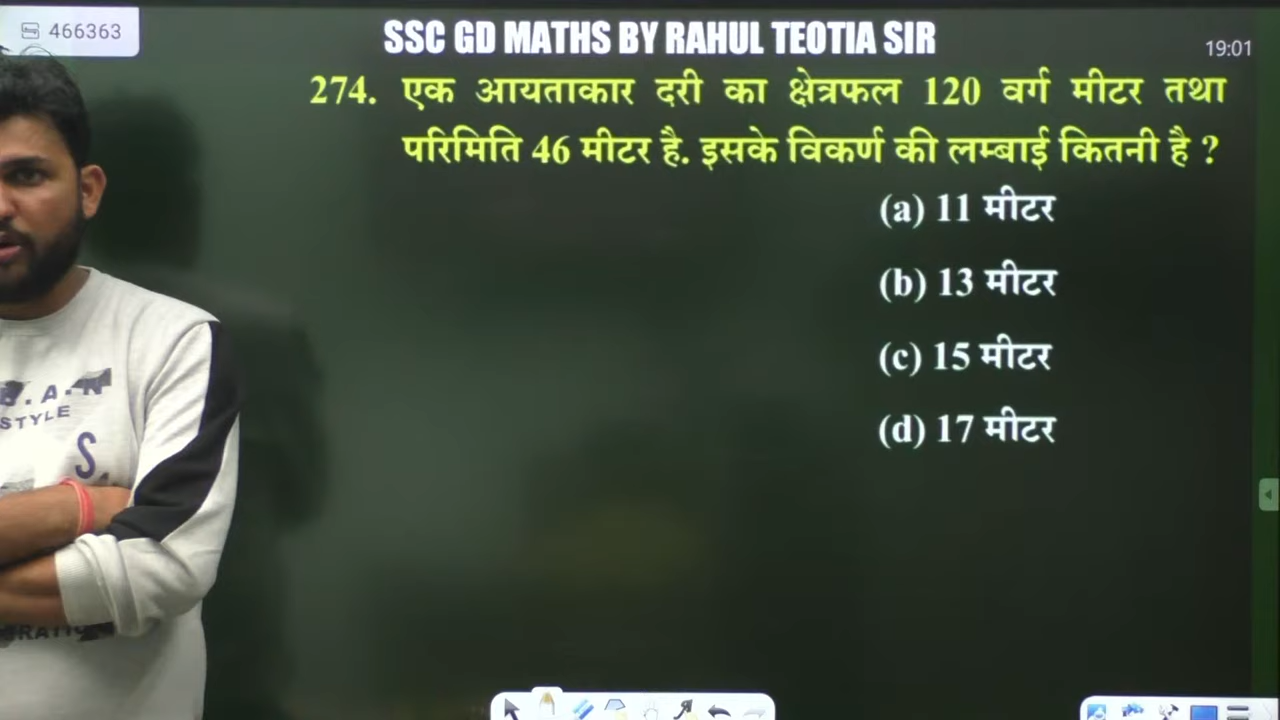 466363
SSC GD MATHS BY RAHUL TEOTIA SIR
19:01
274. एक आयताकार दरी का क्षेत्रफल 120 वर्ग मीटर तथा
परिमिति 46 मीटर है. इसके विकर्ण की लम्बाई कितनी है ?
(a) 11 मीटर
(b) 13 मीटर
(c) 15 मीटर
(d) 17 मीटर
STYLE
S.